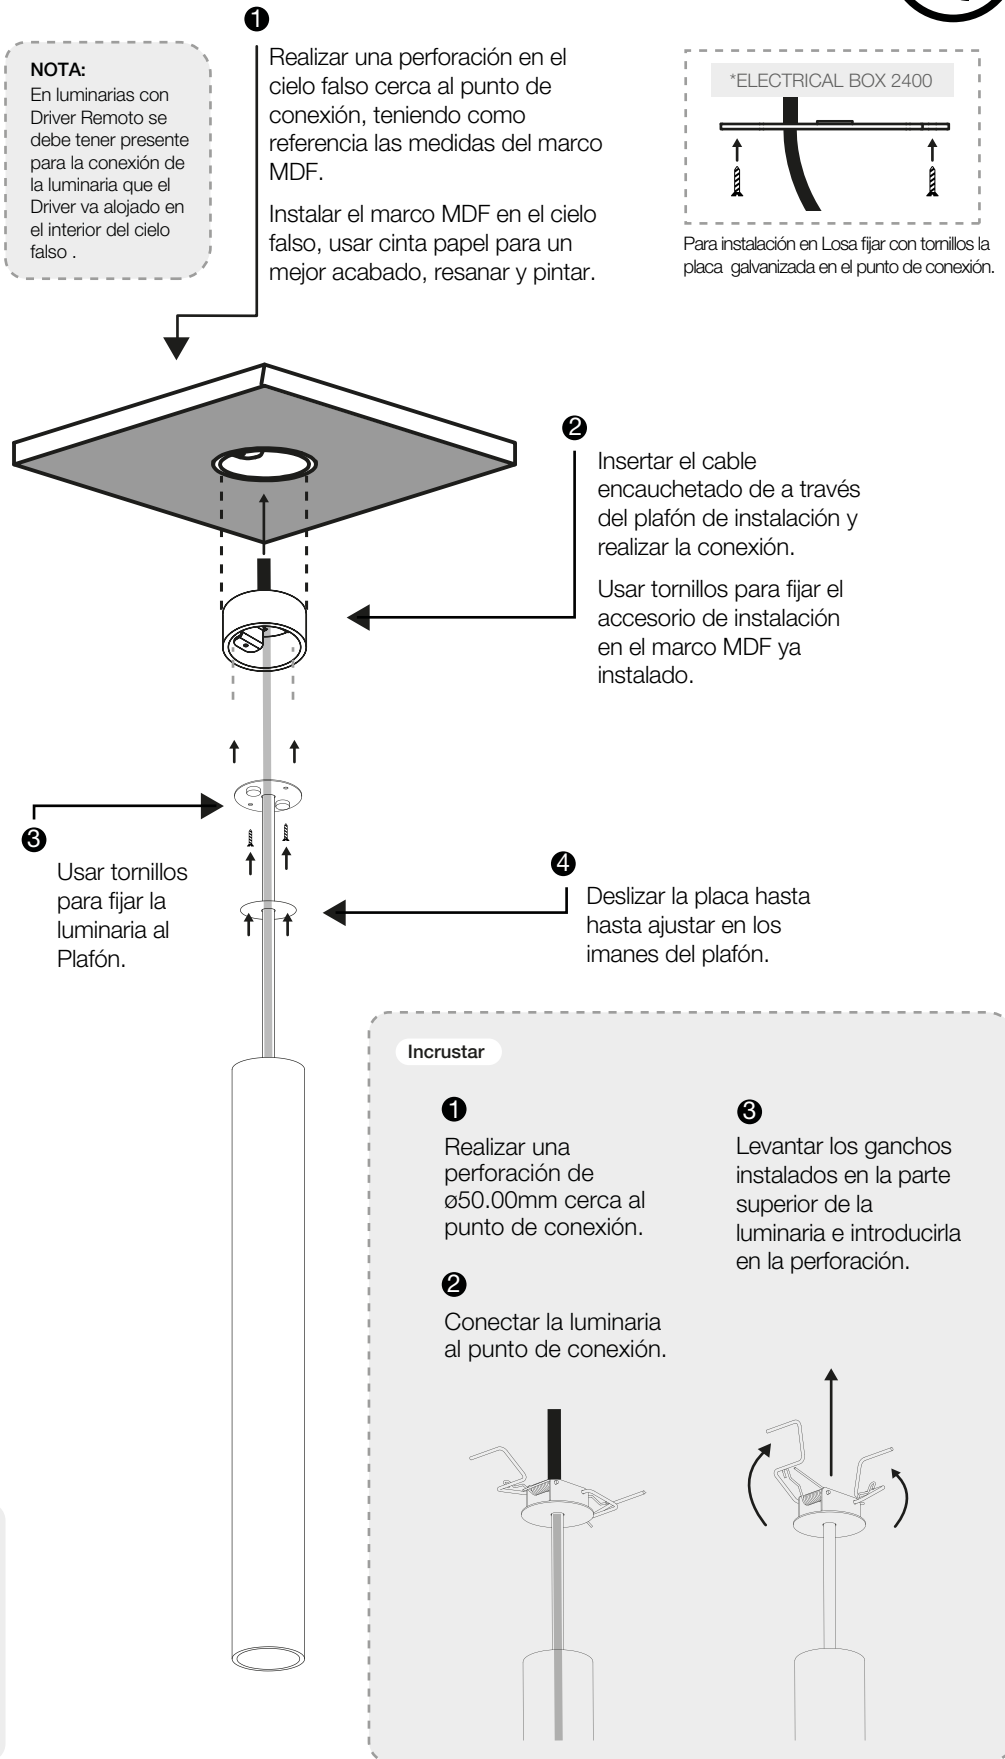 1
Realizar una perforación en el
cielo falso cerca al punto de
conexión, teniendo como
referencia las medidas del marco
MDF.
Instalar el marco MDF en el cielo
falso, usar cinta papel para un
mejor acabado, resanar y pintar.
NOTA:
En luminarias con
Driver Remoto se
debe tener presente
para la conexión de
la luminaria que el
Driver va alojado en
el interior del cielo
falso .
*ELECTRICAL BOX 2400
Para instalación en Losa fijar con tornillos la
placa galvanizada en el punto de conexión.
2
Insertar el cable
encauchetado de a través
del plafón de instalación y
realizar la conexión.
Usar tornillos para fijar el
accesorio de instalación
en el marco MDF ya
instalado.
3
Usar tornillos
para fijar la
luminaria al
Plafón.
4
Deslizar la placa hasta
hasta ajustar en los
imanes del plafón.
Incrustar
1
Realizar una
perforación de
ø50.00mm cerca al
punto de conexión.
2
Conectar la luminaria
al punto de conexión.
3
Levantar los ganchos
instalados en la parte
superior de la
luminaria e introducirla
en la perforación.